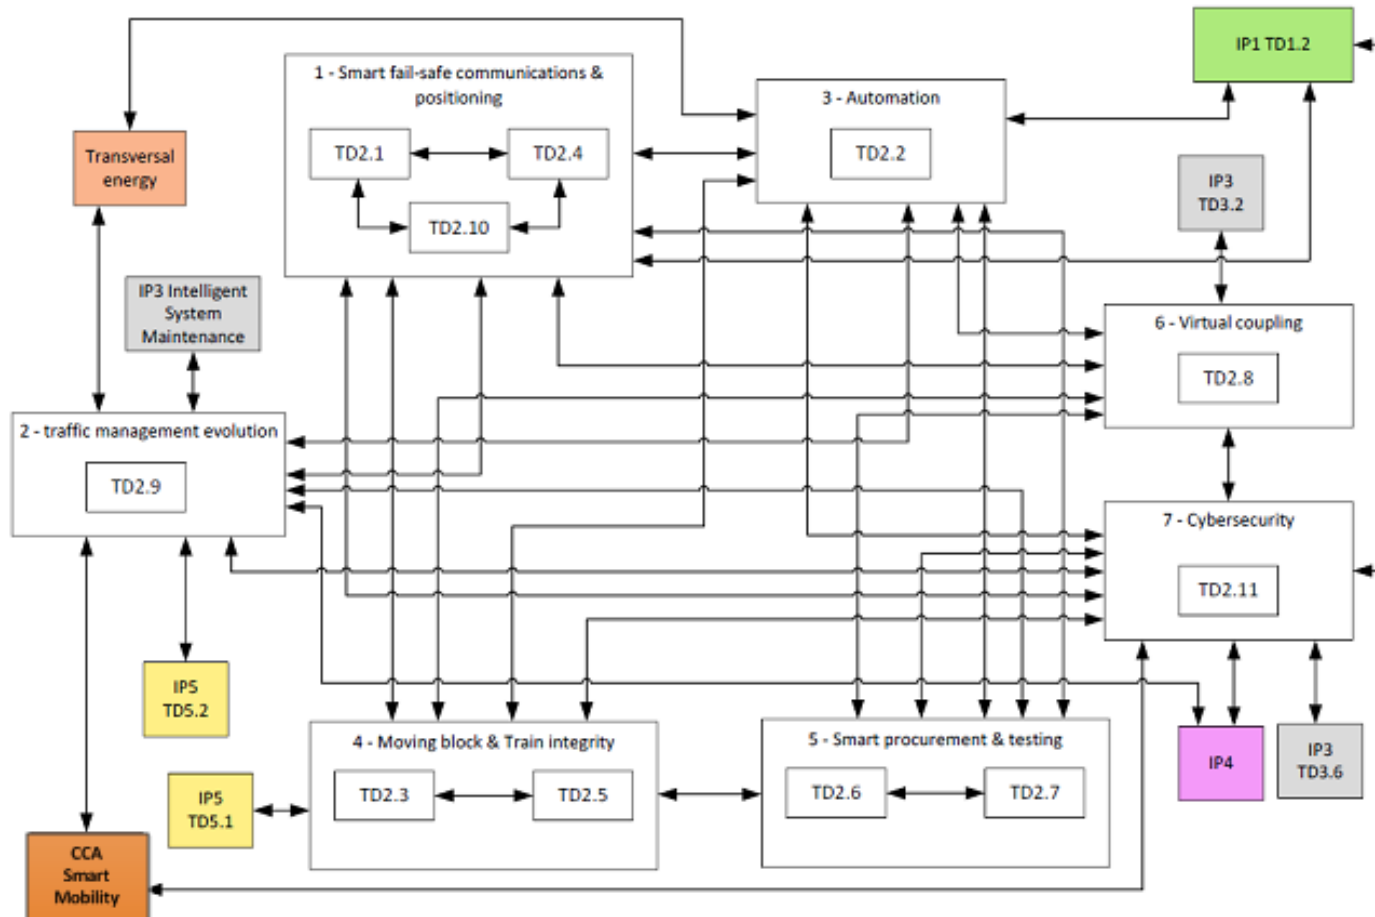 IP1 TD1.2
1 - Smart fail-safe communications &
positioning
TD2.1
TD2.4
TD2.10
3 - Automation
TD2.2
Transversal
energy
IP3
TD3.2
IP3 Intelligent
System
Maintenance
6 - Virtual coupling
TD2.8
2 - traffic management evolution
TD2.9
7 - Cybersecurity
TD2.11
IP5
TD5.2
4 - Moving block & Train integrity
TD2.3
TD2.5
5 - Smart procurement & testing
TD2.6
TD2.7
IP4
IP3
TD3.6
IP5
TD5.1
CCA
Smart
Mobility